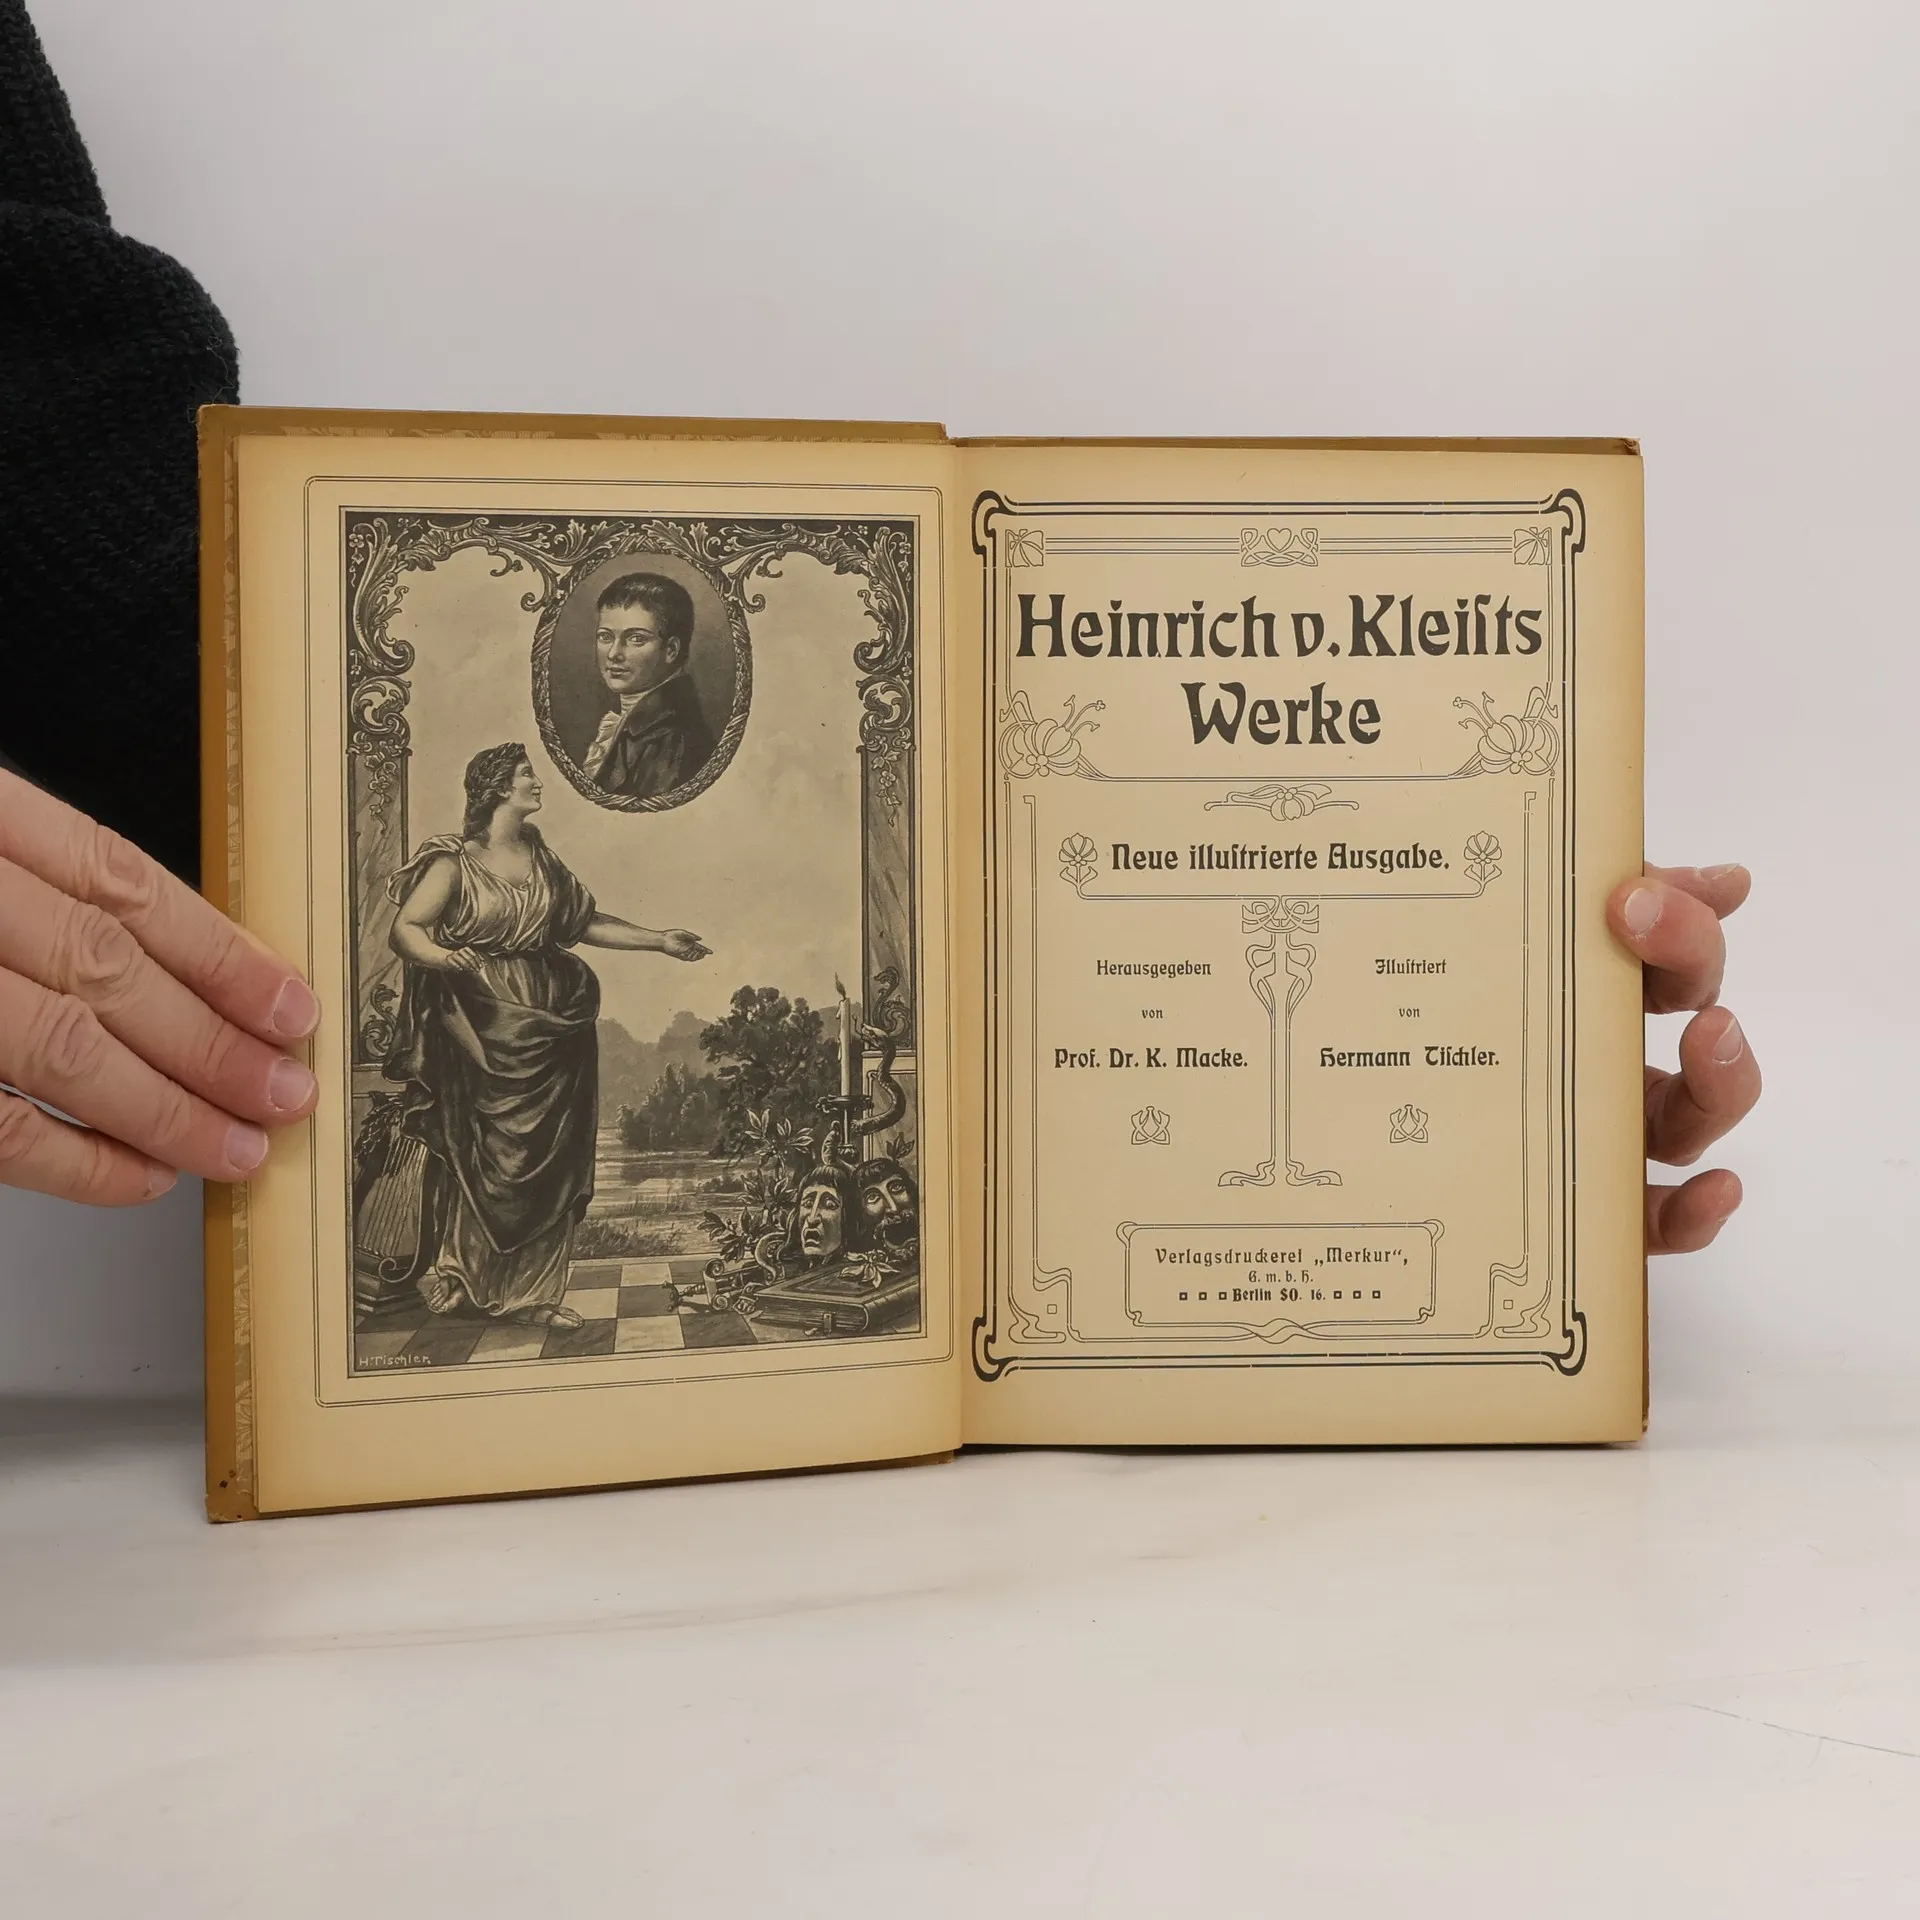 H. Tischler.
Heinrich v. Kleiſts
Werke
Neue illuſtrierte Ausgabe.
Herausgegeben
von
Prof. Dr. K. Macke.
Illuſtriert
von
Hermann Tiſchler.
Verlagsdruckerei „Merkur“,
G. m. b. H.
Berlin SO. 16.